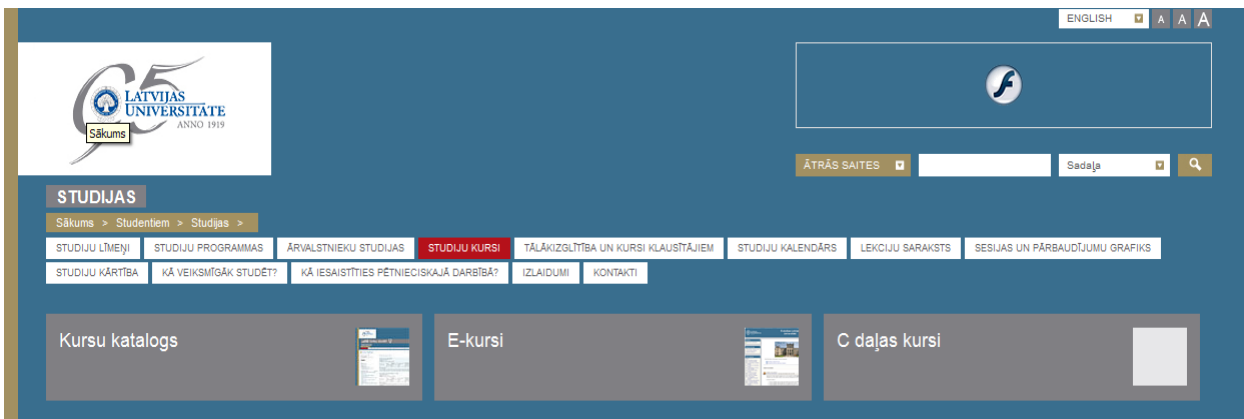 ENGLISH A A A
95
LATVIJAS
UNIVERSITĀTE
ANNO 1919
Sākums
ĀTRĀS SAITES Sadaļa
STUDIJAS
Sākums > Studentiem > Studijas >
STUDIJU LĪMEŅI STUDIJU PROGRAMMAS ĀRVALSTNIEKU STUDIJAS STUDIJU KURSI TĀLĀKIZGLĪTĪBA UN KURSI KLAUSĪTĀJIEM STUDIJU KALENDĀRS LEKCIJU SARAKSTS SESIJAS UN PĀRBAUDĪJUMU GRAFIKS
STUDIJU KĀRTĪBA KĀ VEIKSMĪGĀK STUDĒT? KĀ IESAISTĪTIES PĒTNIECISKAJĀ DARBĪBĀ? IZLAIDUMI KONTAKTI
Kursu katalogs E-kursi C daļas kursi